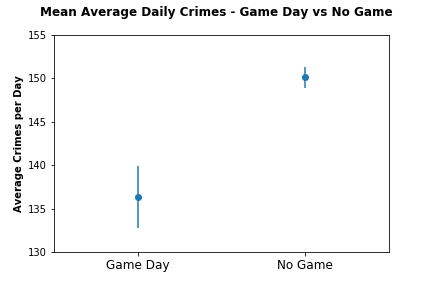 Mean Average Daily Crimes - Game Day vs No Game
Average Crimes per Day
155
150
145
140
135
130
Game Day
No Game